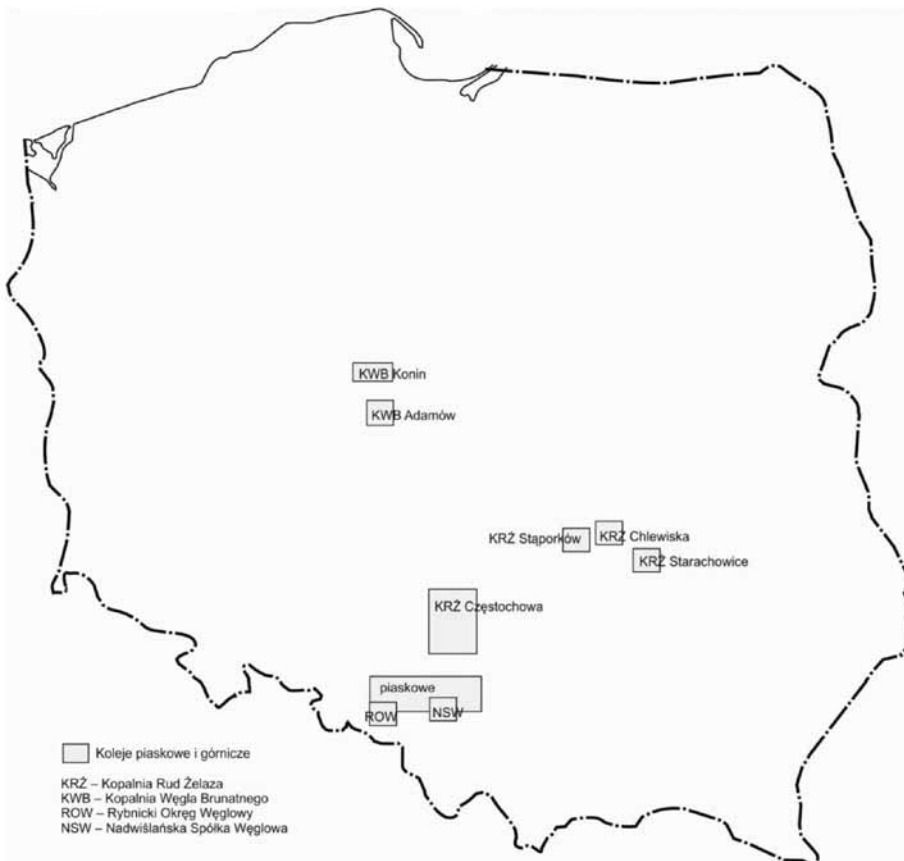 KWB Konin
KWB Adamów
KRŻ Stąporków
KRŻ Chlewiska
KRŻ Starachowice
KRŻ Częstochowa
piaskowe
ROW
NSW
Koleje piaskowe i górnicze
KRŻ – Kopalnia Rud Żelaza
KWB – Kopalnia Węgla Brunatnego
ROW – Rybnicki Okręg Węglowy
NSW – Nadwiślańska Spółka Węglowa